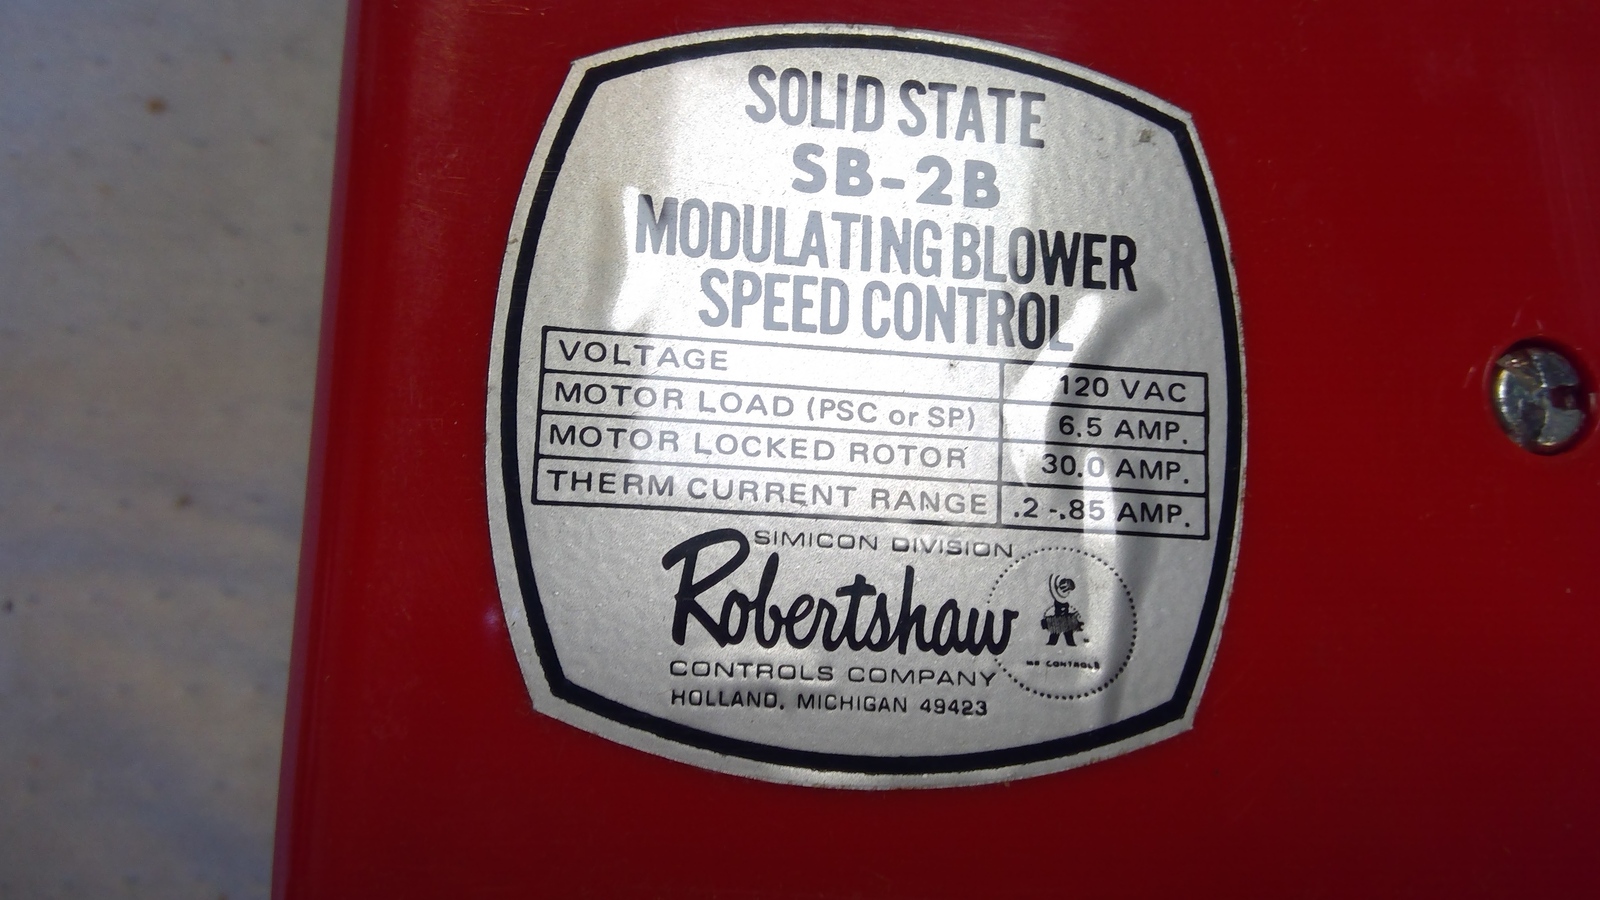 SOLID STATE
SB-2B
MODULATING BLOWER
SPEED CONTROL
VOLTAGE 120 VAC
MOTOR LOAD (PSC or SP) 6.5 AMP.
MOTOR LOCKED ROTOR 30.0 AMP.
THERM CURRENT RANGE .2 -.85 AMP.
SIMICON DIVISION
Robertshaw
MR CONTROLS
CONTROLS COMPANY
HOLLAND, MICHIGAN 49423